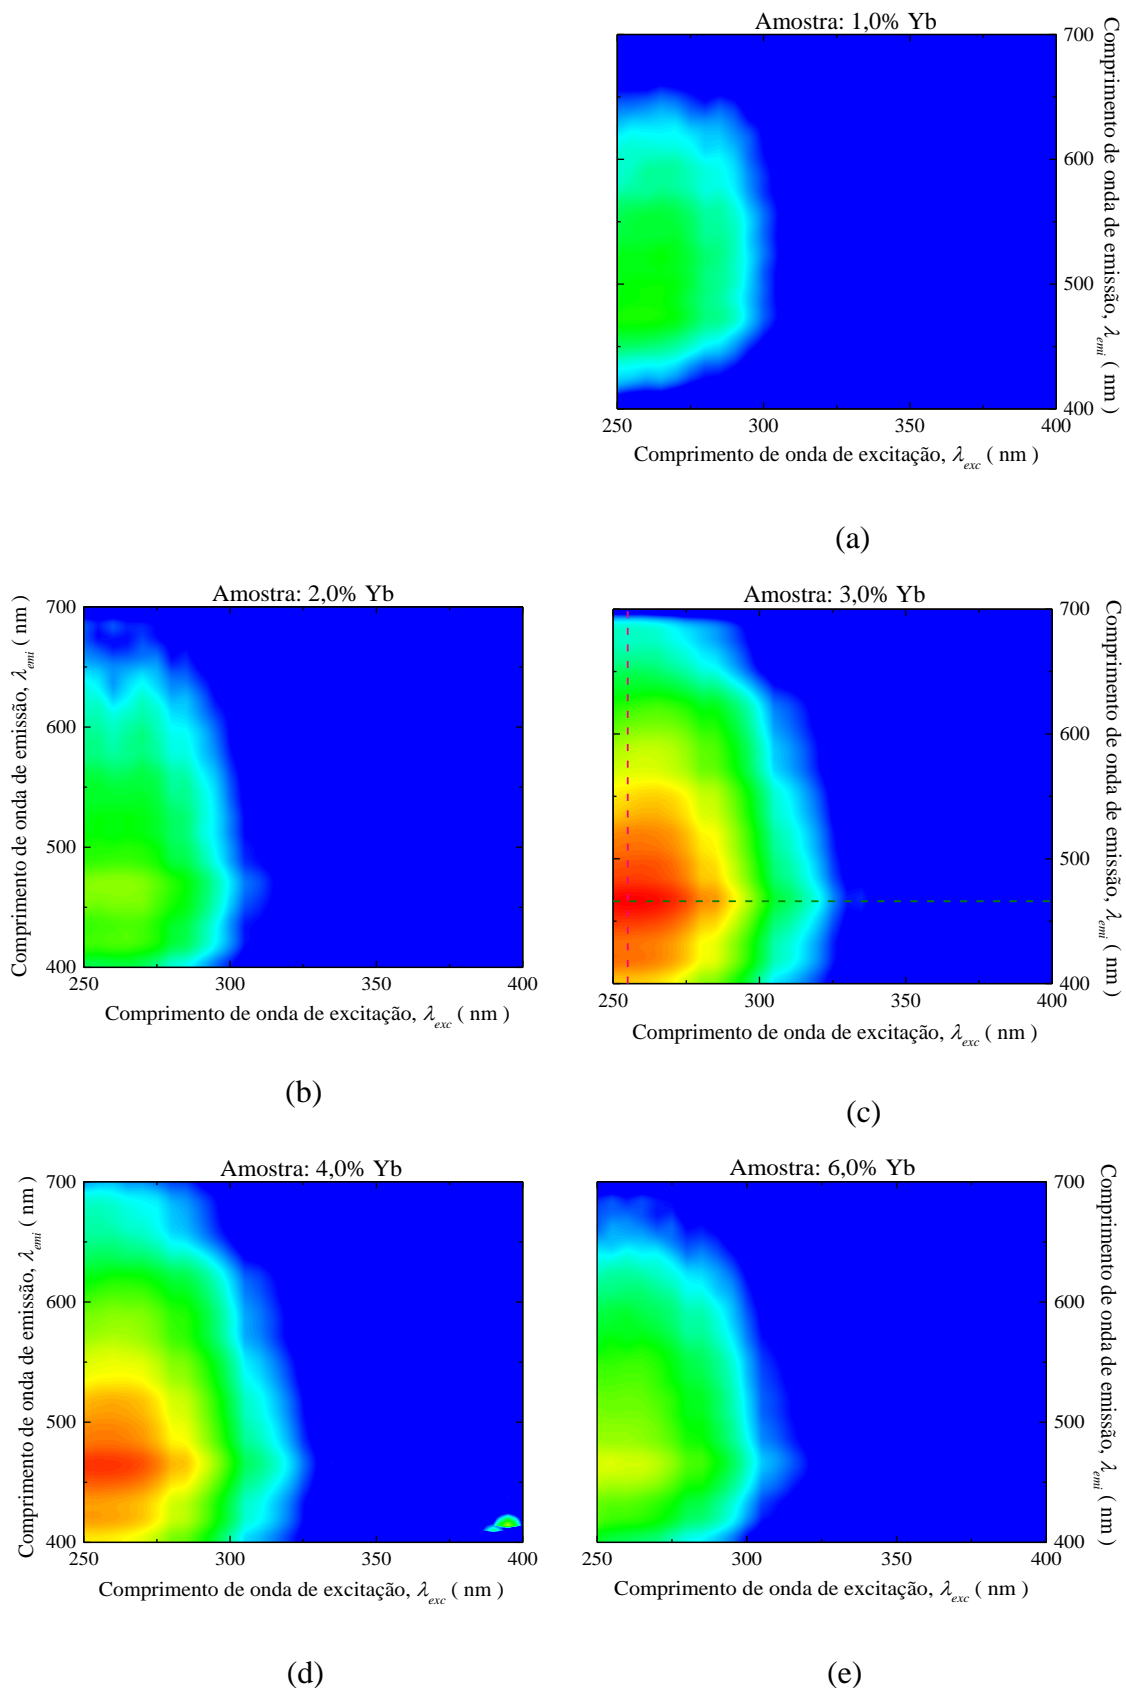 Amostra: 1,0% Yb
700
600
500
400
Comprimento de onda de emissão, λemi ( nm )
250 300 350 400
Comprimento de onda de excitação, λexc ( nm )
(a)
Amostra: 2,0% Yb
Comprimento de onda de emissão, λemi ( nm )
700
600
500
400
250 300 350 400
Comprimento de onda de excitação, λexc ( nm )
(b)
Amostra: 3,0% Yb
700
600
500
400
Comprimento de onda de emissão, λemi ( nm )
250 300 350 400
Comprimento de onda de excitação, λexc ( nm )
(c)
Amostra: 4,0% Yb
Comprimento de onda de emissão, λemi ( nm )
700
600
500
400
250 300 350 400
Comprimento de onda de excitação, λexc ( nm )
(d)
Amostra: 6,0% Yb
700
600
500
400
Comprimento de onda de emissão, λemi ( nm )
250 300 350 400
Comprimento de onda de excitação, λexc ( nm )
(e)